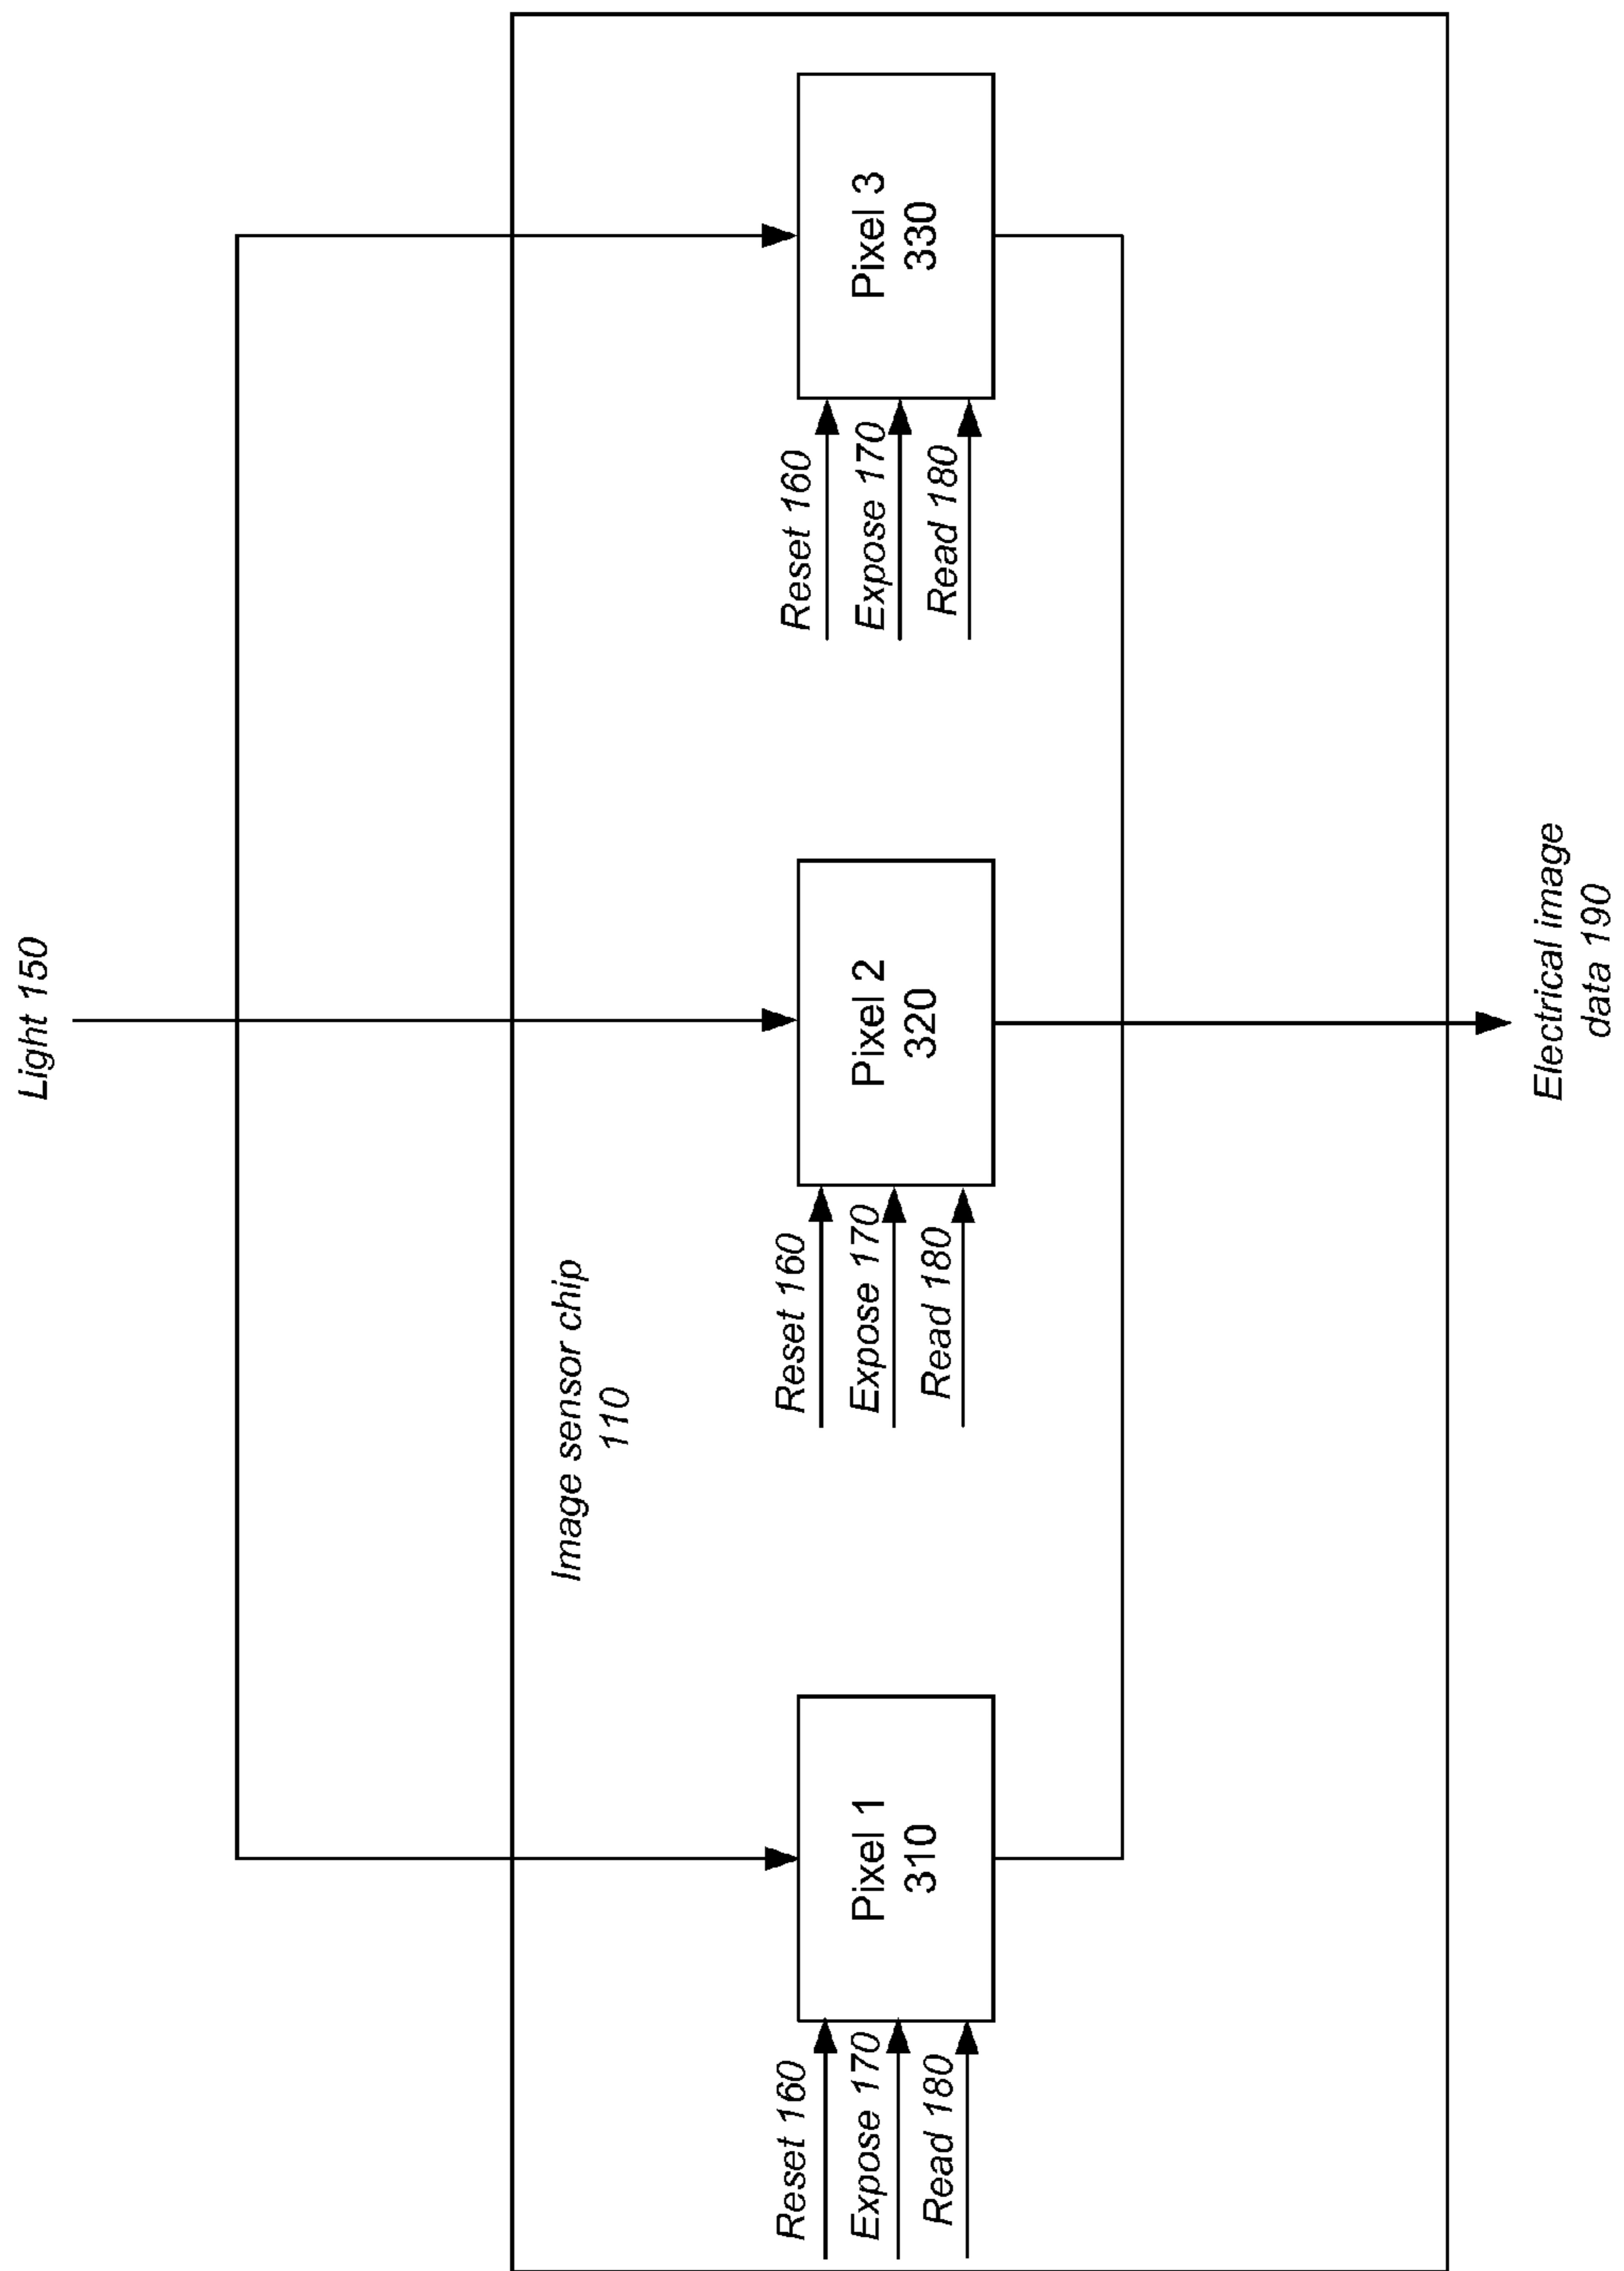 Light 150
Image sensor chip
110
Reset 160
Expose 170
Read 180
Pixel 1
310
Reset 160
Expose 170
Read 180
Pixel 2
320
Reset 160
Expose 170
Read 180
Pixel 3
330
Electrical image
data 190